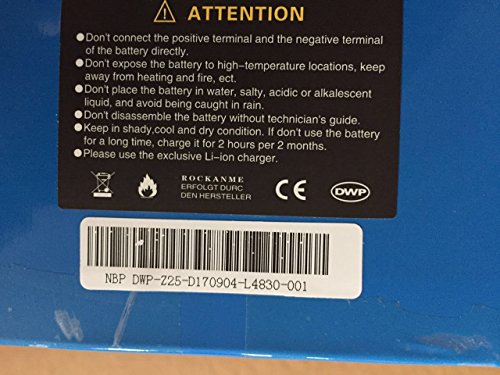 ⚠ ATTENTION
●Don't connect the positive terminal and the negative terminal
of the battery directly.
●Don't expose the battery to high-temperature locations, keep
away from heating and fire, ect.
●Don't place the battery in water, salty, acidic or alkalescent
liquid, and avoid being caught in rain.
●Don't disassemble the battery without technician's guide.
●Keep in shady,cool and dry condition. If don't use the battery
for a long time, charge it for 2 hours per 2 months.
●Please use the exclusive Li-ion charger.
ROCKANME
ERFOLGT DURC
DEN HERSTELLER
CE
DWP
NBP DWP-Z25-D170904-L4830-001